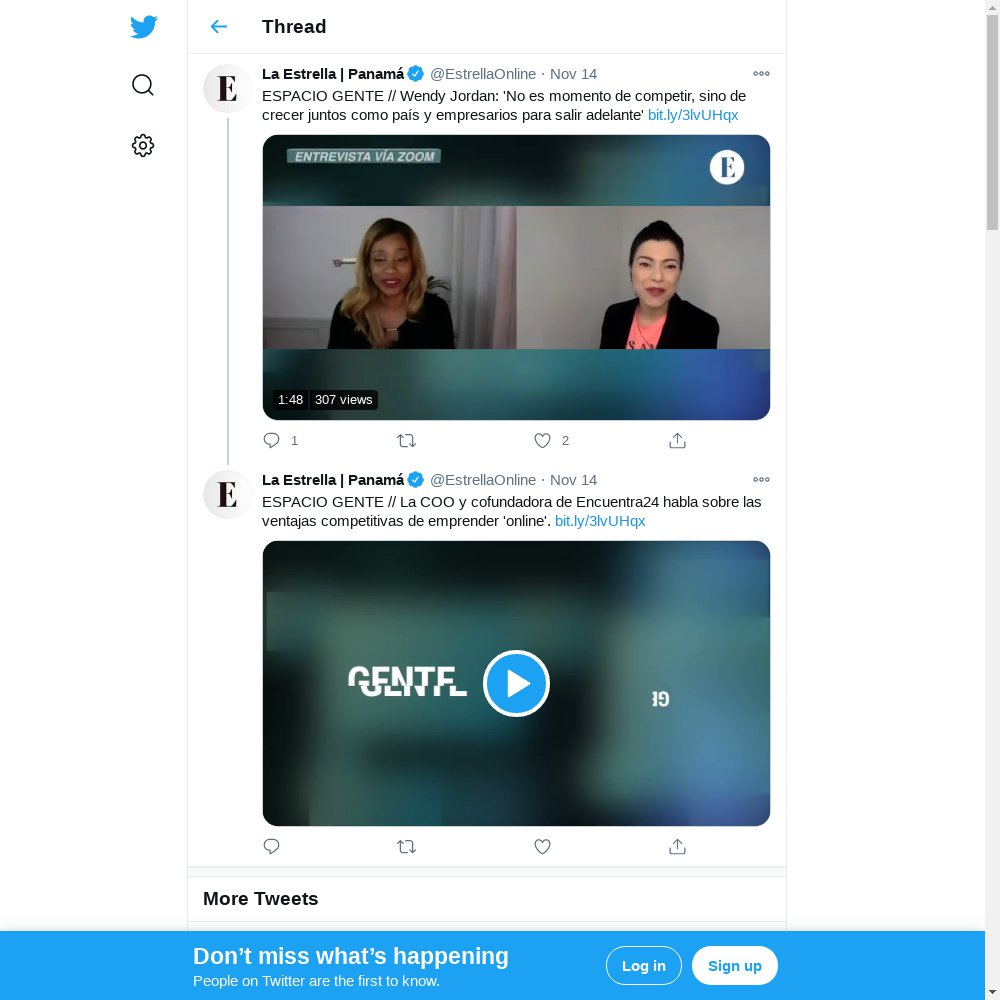 Thread
La Estrella | Panamá @EstrellaOnline · Nov 14
ESPACIO GENTE // Wendy Jordan: 'No es momento de competir, sino de
crecer juntos como país y empresarios para salir adelante' bit.ly/3lvUHqx
ENTREVISTA VÍA ZOOM
E
E
1:48 307 views
1
2
La Estrella | Panamá @EstrellaOnline · Nov 14
ESPACIO GENTE // La COO y cofundadora de Encuentra24 habla sobre las
ventajas competitivas de emprender 'online'. bit.ly/3lvUHqx
E
GENTE
More Tweets
Don't miss what's happening
People on Twitter are the first to know.
Log in
Sign up